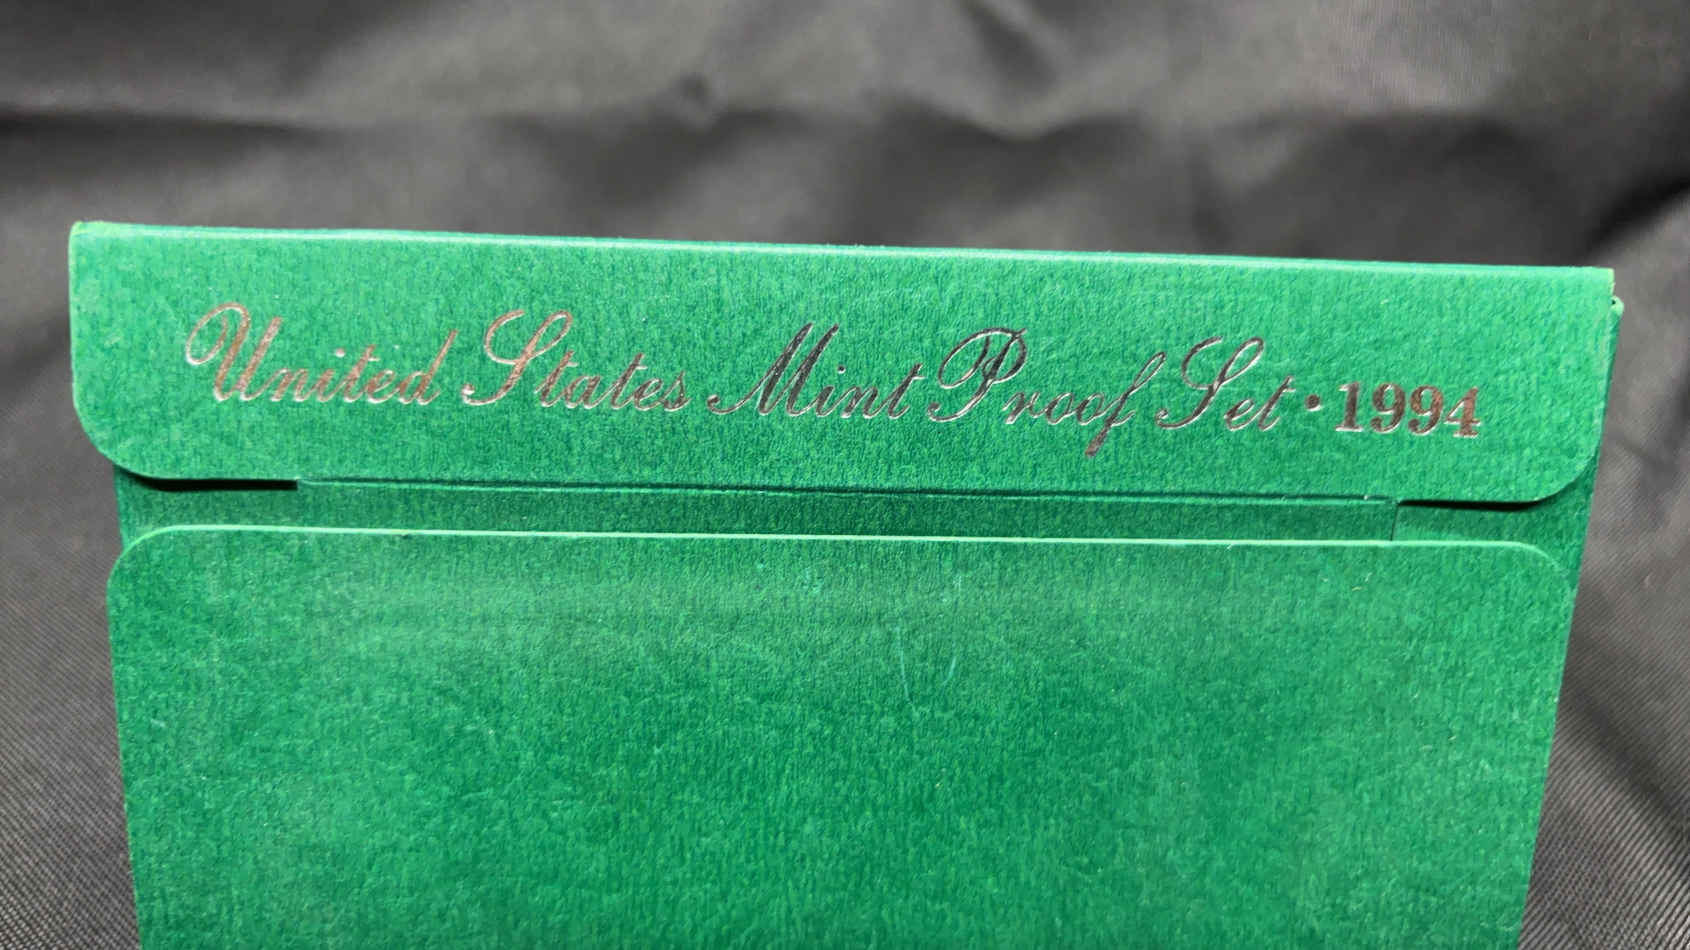 United States Mint Proof Set • 1994